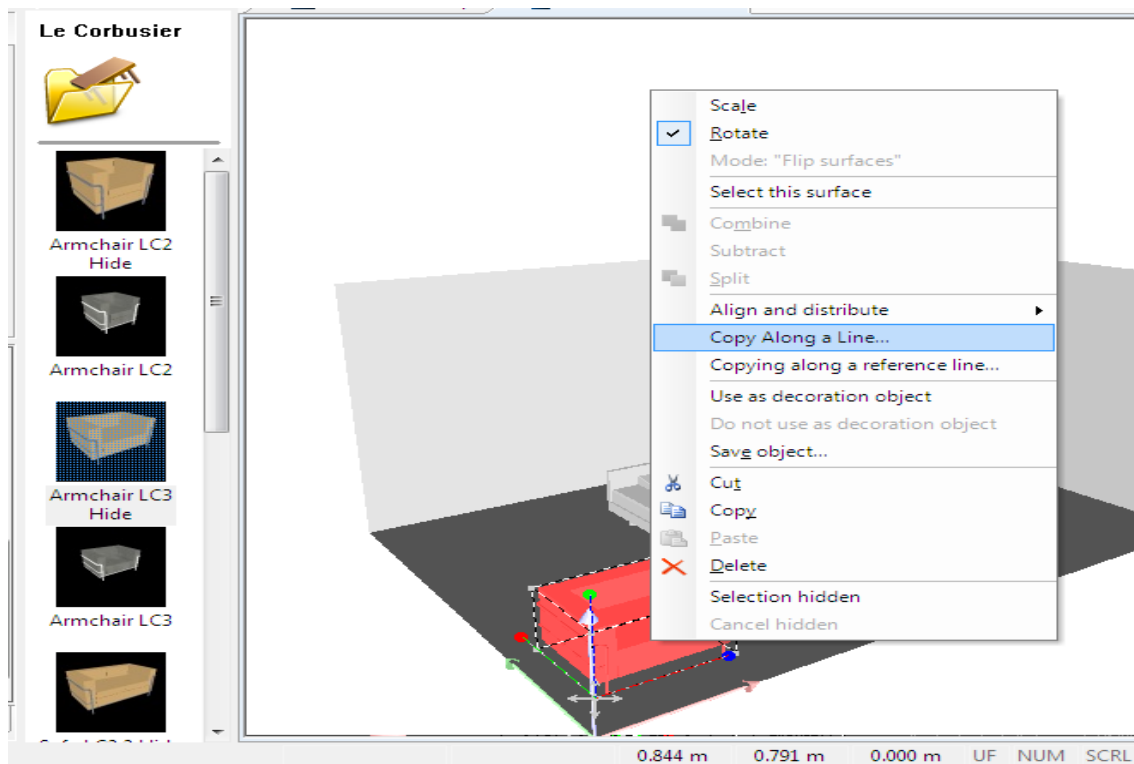 Le Corbusier
Armchair LC2
Hide
Armchair LC2
Armchair LC3
Hide
Armchair LC3
Scale
Rotate
Mode: "Flip surfaces"
Select this surface
Combine
Subtract
Split
Align and distribute
Copy Along a Line...
Copying along a reference line...
Use as decoration object
Do not use as decoration object
Save object...
Cut
Copy
Paste
Delete
Selection hidden
Cancel hidden
0.844 m 0.791 m 0.000 m UF NUM SCRL